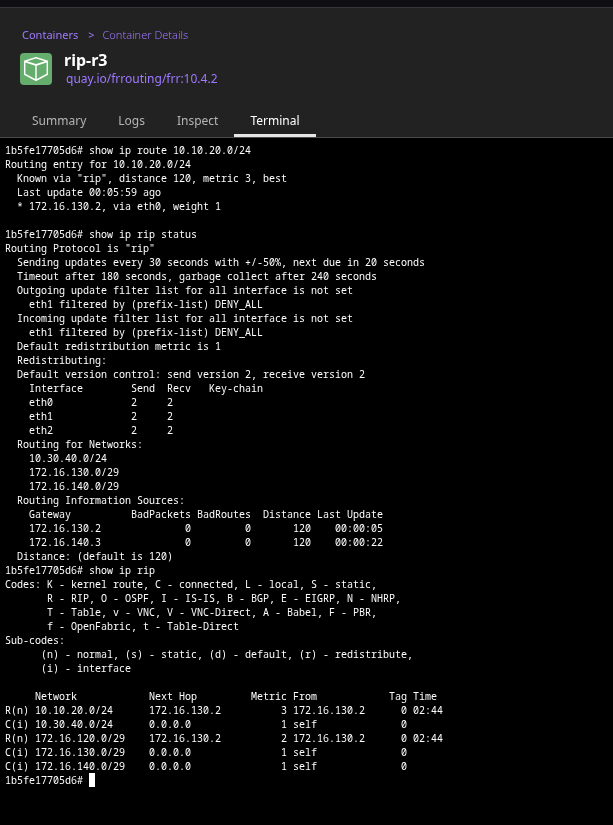 Containers > Container Details
rip-r3
quay.io/frrouting/frr:10.4.2
Summary Logs Inspect Terminal
1b5fe17705d6# show ip route 10.10.20.0/24
Routing entry for 10.10.20.0/24
  Known via "rip", distance 120, metric 3, best
  Last update 00:05:59 ago
  * 172.16.130.2, via eth0, weight 1

1b5fe17705d6# show ip rip status
Routing Protocol is "rip"
  Sending updates every 30 seconds with +/-50%, next due in 20 seconds
  Timeout after 180 seconds, garbage collect after 240 seconds
  Outgoing update filter list for all interface is not set
    eth1 filtered by (prefix-list) DENY_ALL
  Incoming update filter list for all interface is not set
    eth1 filtered by (prefix-list) DENY_ALL
  Default redistribution metric is 1
  Redistributing:
  Default version control: send version 2, receive version 2
    Interface        Send  Recv   Key-chain
    eth0             2     2
    eth1             2     2
    eth2             2     2
  Routing for Networks:
    10.30.40.0/24
    172.16.130.0/29
    172.16.140.0/29
  Routing Information Sources:
    Gateway          BadPackets BadRoutes  Distance Last Update
    172.16.130.2              0         0       120    00:00:05
    172.16.140.3              0         0       120    00:00:22
  Distance: (default is 120)
1b5fe17705d6# show ip rip
Codes: K - kernel route, C - connected, L - local, S - static,
       R - RIP, O - OSPF, I - IS-IS, B - BGP, E - EIGRP, N - NHRP,
       T - Table, v - VNC, V - VNC-Direct, A - Babel, F - PBR,
       f - OpenFabric, t - Table-Direct
Sub-codes:
      (n) - normal, (s) - static, (d) - default, (r) - redistribute,
      (i) - interface

     Network            Next Hop         Metric From            Tag Time
R(n) 10.10.20.0/24      172.16.130.2          3 172.16.130.2      0 02:44
C(i) 10.30.40.0/24      0.0.0.0               1 self              0
R(n) 172.16.120.0/29    172.16.130.2          2 172.16.130.2      0 02:44
C(i) 172.16.130.0/29    0.0.0.0               1 self              0
C(i) 172.16.140.0/29    0.0.0.0               1 self              0
1b5fe17705d6#